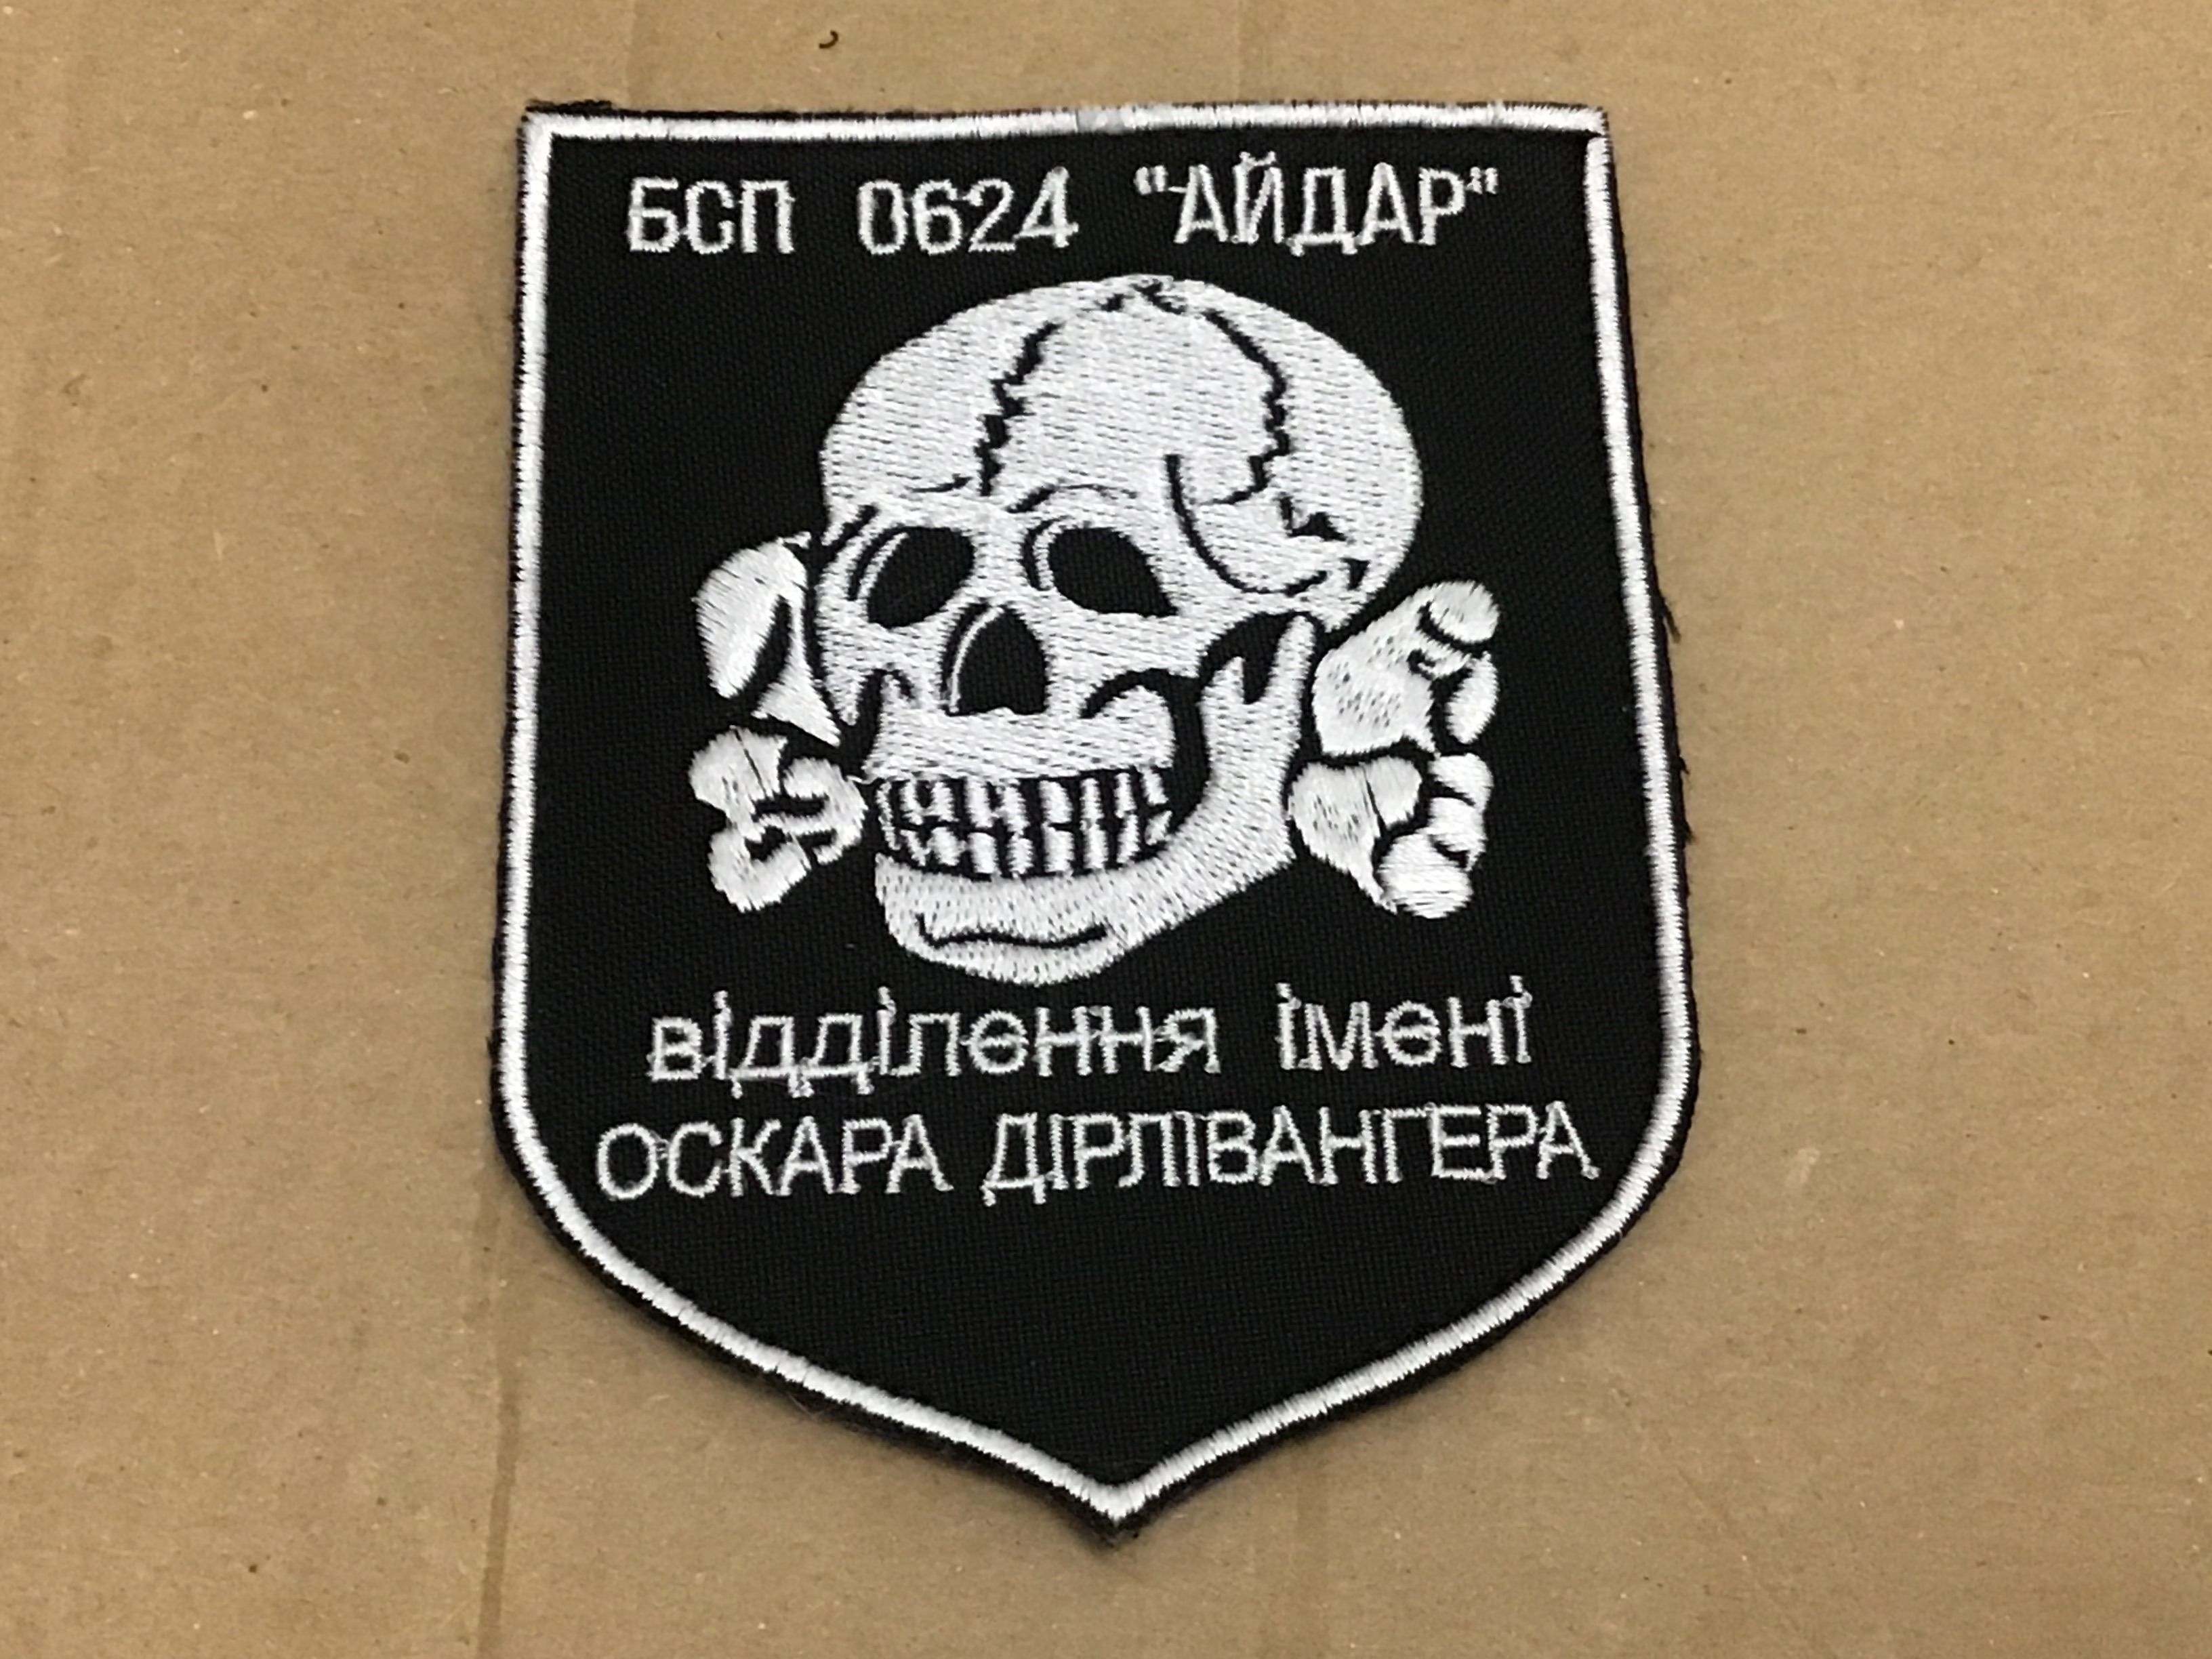 БСП 0624 "АЙДАР"
відділення імені
ОСКАРА ДІРЛІВАНГЕРА